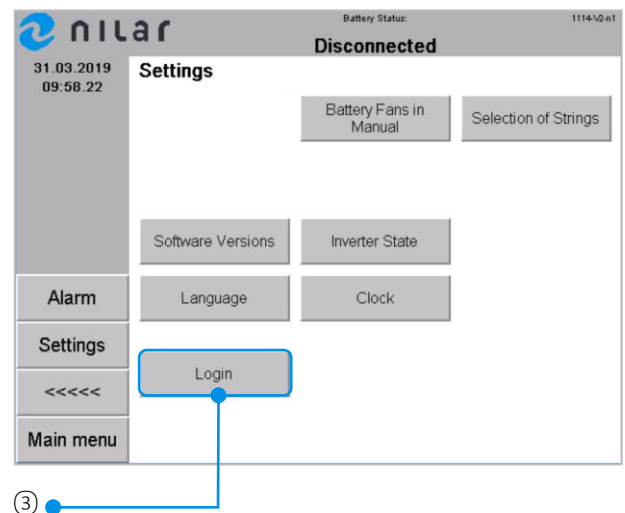 nilar
Battery Status:
1114-V2-n1
Disconnected
31.03.2019
09:58.22
Settings
Battery Fans in
Manual
Selection of Strings
Software Versions
Inverter State
Alarm
Language
Clock
Settings
Login
<<<<<
Main menu
③